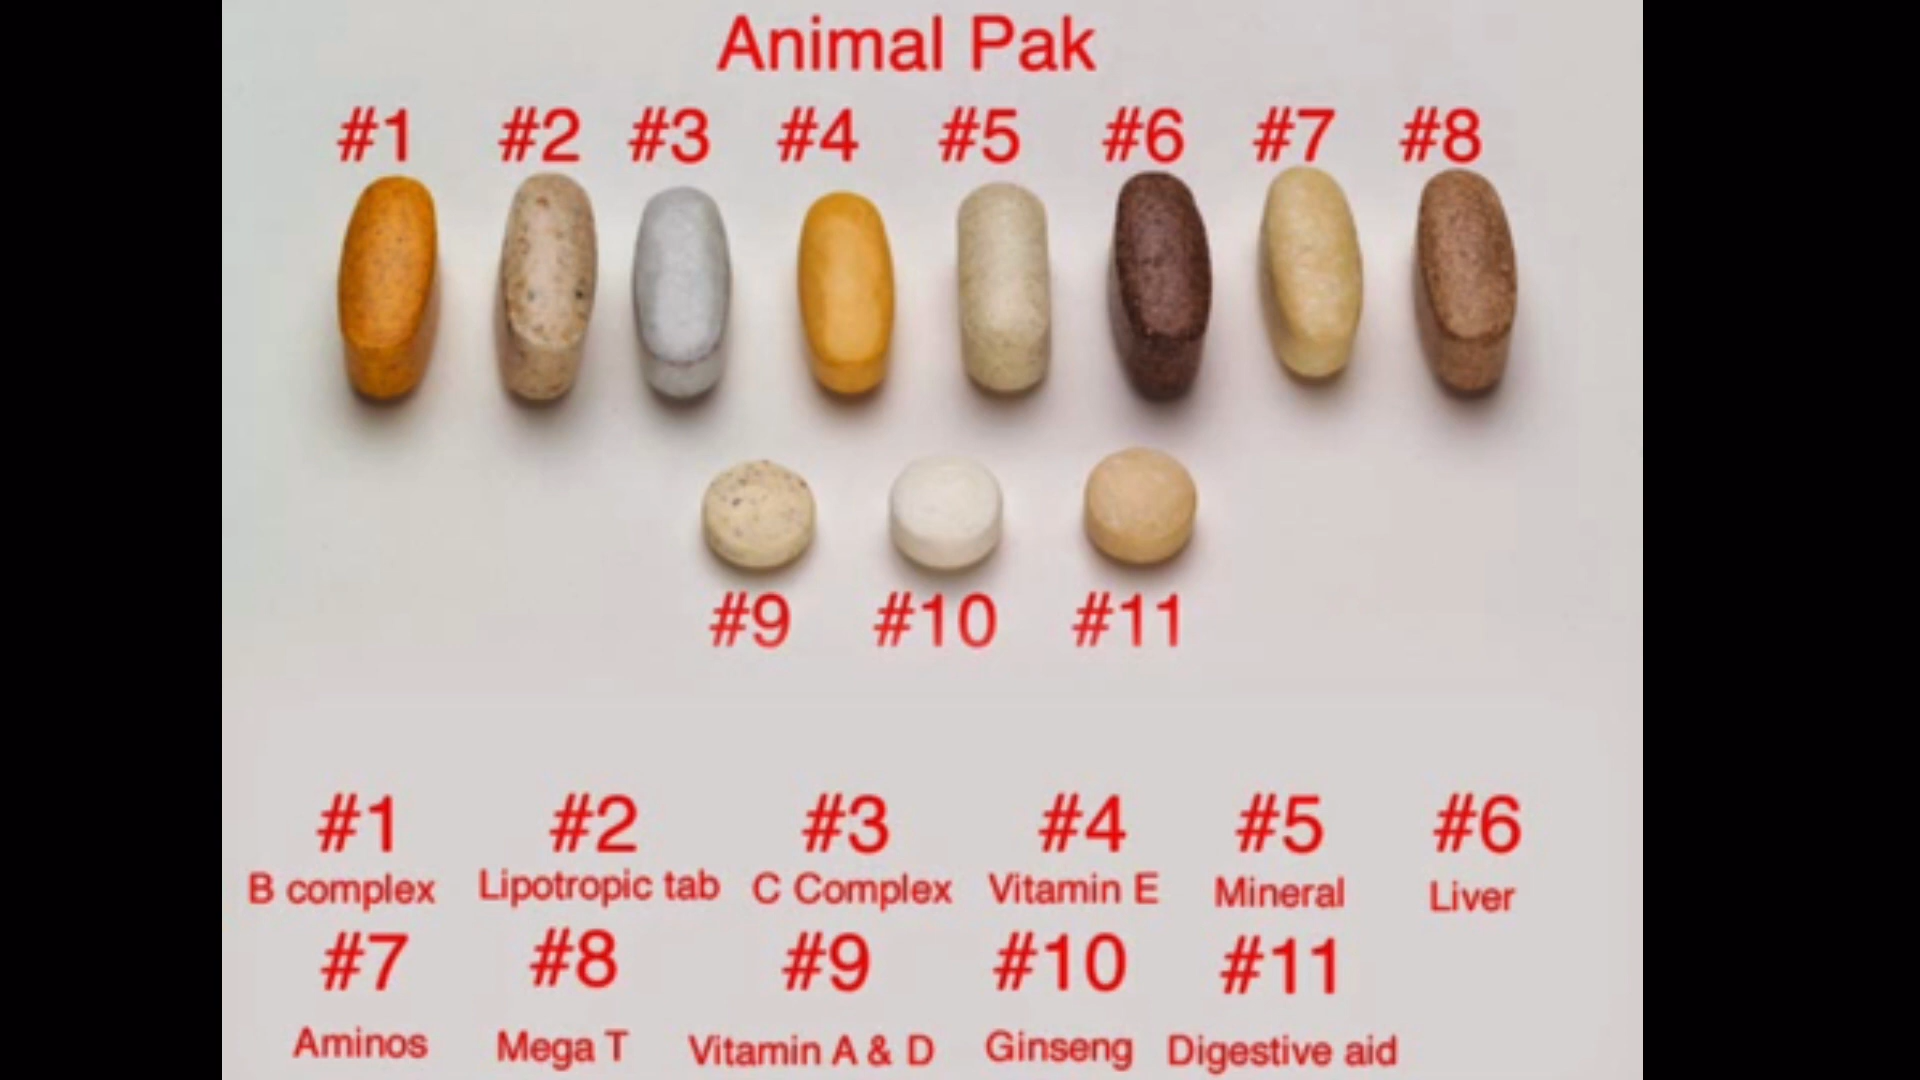 Animal Pak
#1 #2 #3 #4 #5 #6 #7 #8
#9 #10 #11
#1 #2 #3 #4 #5 #6
B complex Lipotropic tab C Complex Vitamin E Mineral Liver
#7 #8 #9 #10 #11
Aminos Mega T Vitamin A & D Ginseng Digestive aid